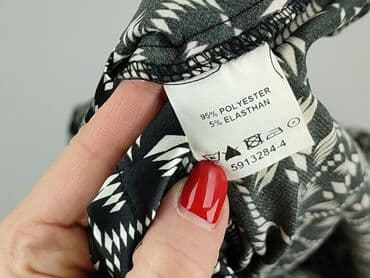 95% POLYESTER
5% ELASTHAN
5913284-4